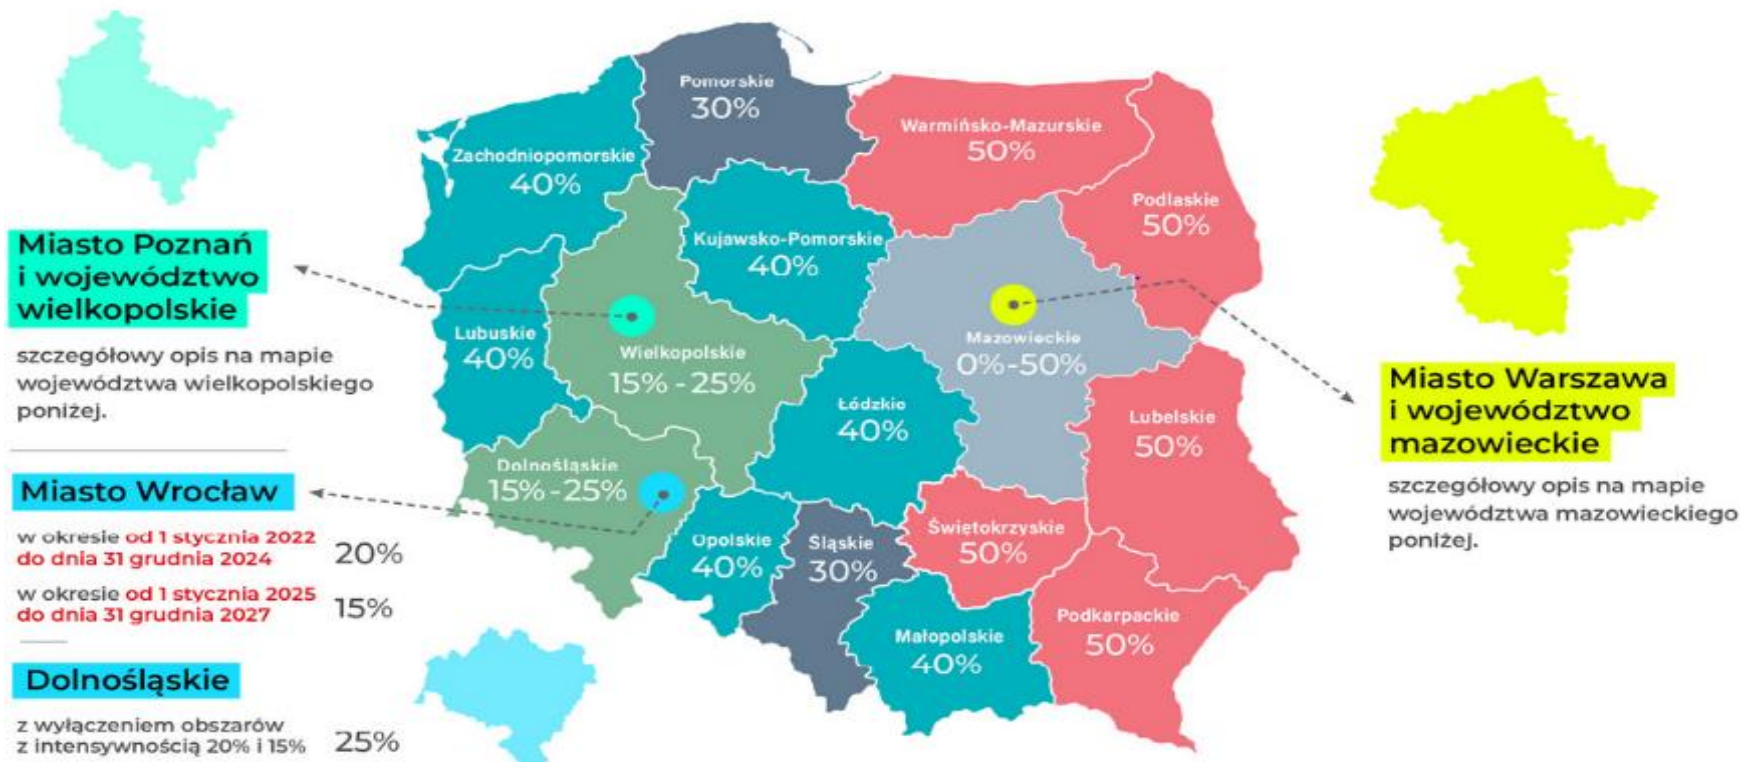 Miasto Poznań
i województwo
wielkopolskie
szczegółowy opis na mapie
województwa wielkopolskiego
poniżej.
Miasto Wrocław
w okresie od 1 stycznia 2022
do dnia 31 grudnia 2024
20%
w okresie od 1 stycznia 2025
do dnia 31 grudnia 2027
15%
Dolnośląskie
z wyłączeniem obszarów
z intensywnością 20% i 15%
25%
Pomorskie
30%
Warmińsko-Mazurskie
50%
Zachodniopomorskie
40%
Podlaskie
50%
Kujawsko-Pomorskie
40%
Lubuskie
40%
Wielkopolskie
15% - 25%
Mazowieckie
0%-50%
Łódzkie
40%
Lubelskie
50%
Dolnośląskie
15% - 25%
Opolskie
40%
Śląskie
30%
Świętokrzyskie
50%
Małopolskie
40%
Podkarpackie
50%
Miasto Warszawa
i województwo
mazowieckie
szczegółowy opis na mapie
województwa mazowieckiego
poniżej.